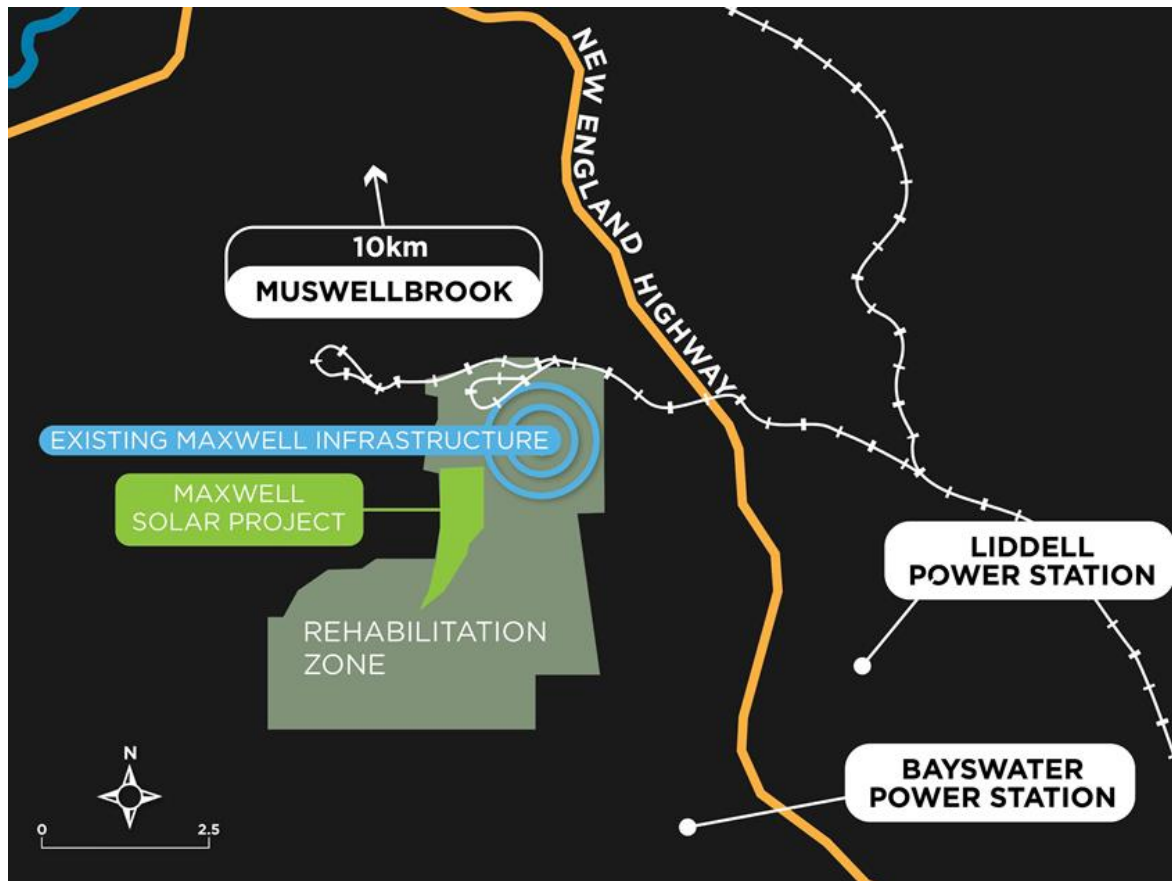 NEW ENGLAND HIGHWAY
10km
MUSWELLBROOK
EXISTING MAXWELL INFRASTRUCTURE
MAXWELL
SOLAR PROJECT
LIDDELL
POWER STATION
REHABILITATION
ZONE
BAYSWATER
POWER STATION
N
0 2.5